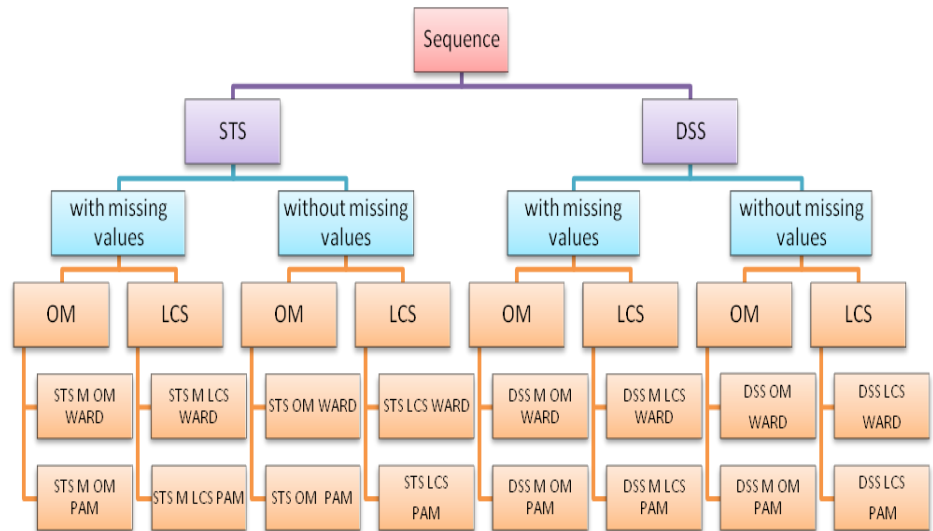 Sequence
STS
DSS
with missing
values
without missing
values
with missing
values
without missing
values
OM
LCS
OM
LCS
OM
LCS
OM
LCS
STS M OM
WARD
STS M LCS
WARD
STS OM WARD
STS LCS WARD
DSS M OM
WARD
DSS M LCS
WARD
DSS OM
WARD
DSS LCS
WARD
STS M OM
PAM
STS M LCS PAM
STS OM PAM
STS LCS
PAM
DSS M OM
PAM
DSS M LCS
PAM
DSS M OM
PAM
DSS LCS
PAM